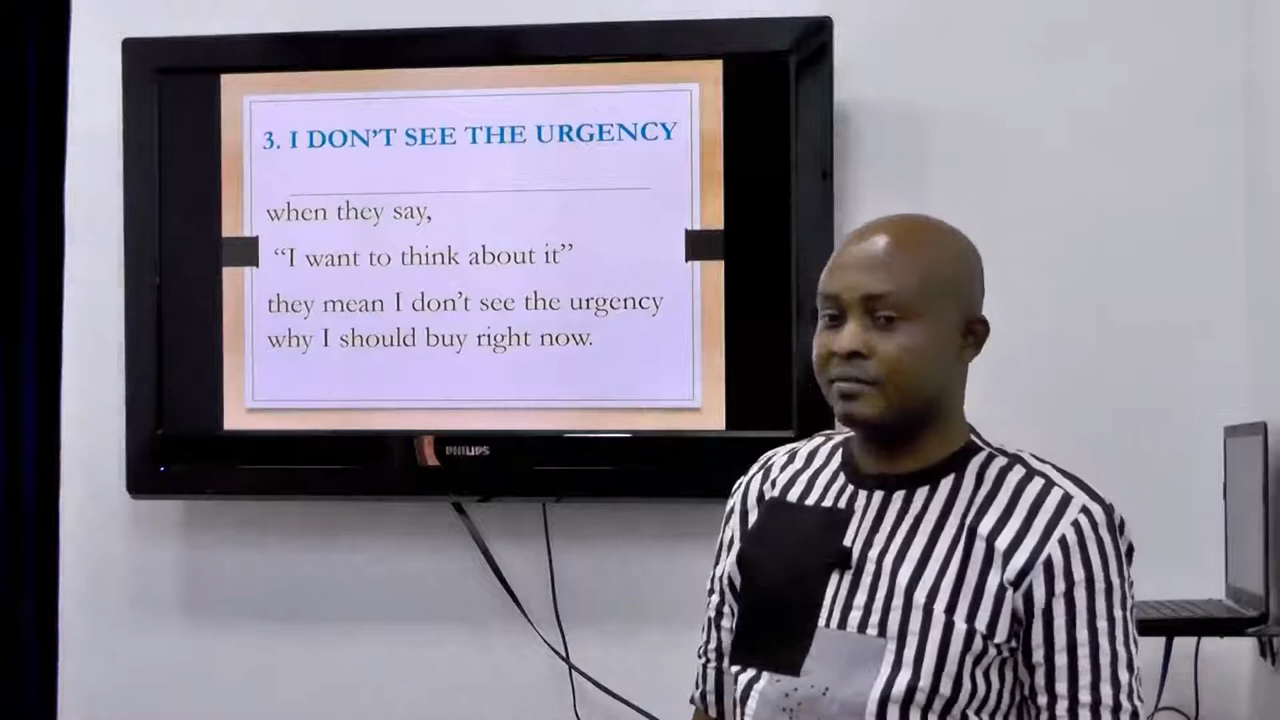 3. I DON'T SEE THE URGENCY
when they say,
“I want to think about it”
they mean I don't see the urgency
why I should buy right now.
PHILIPS